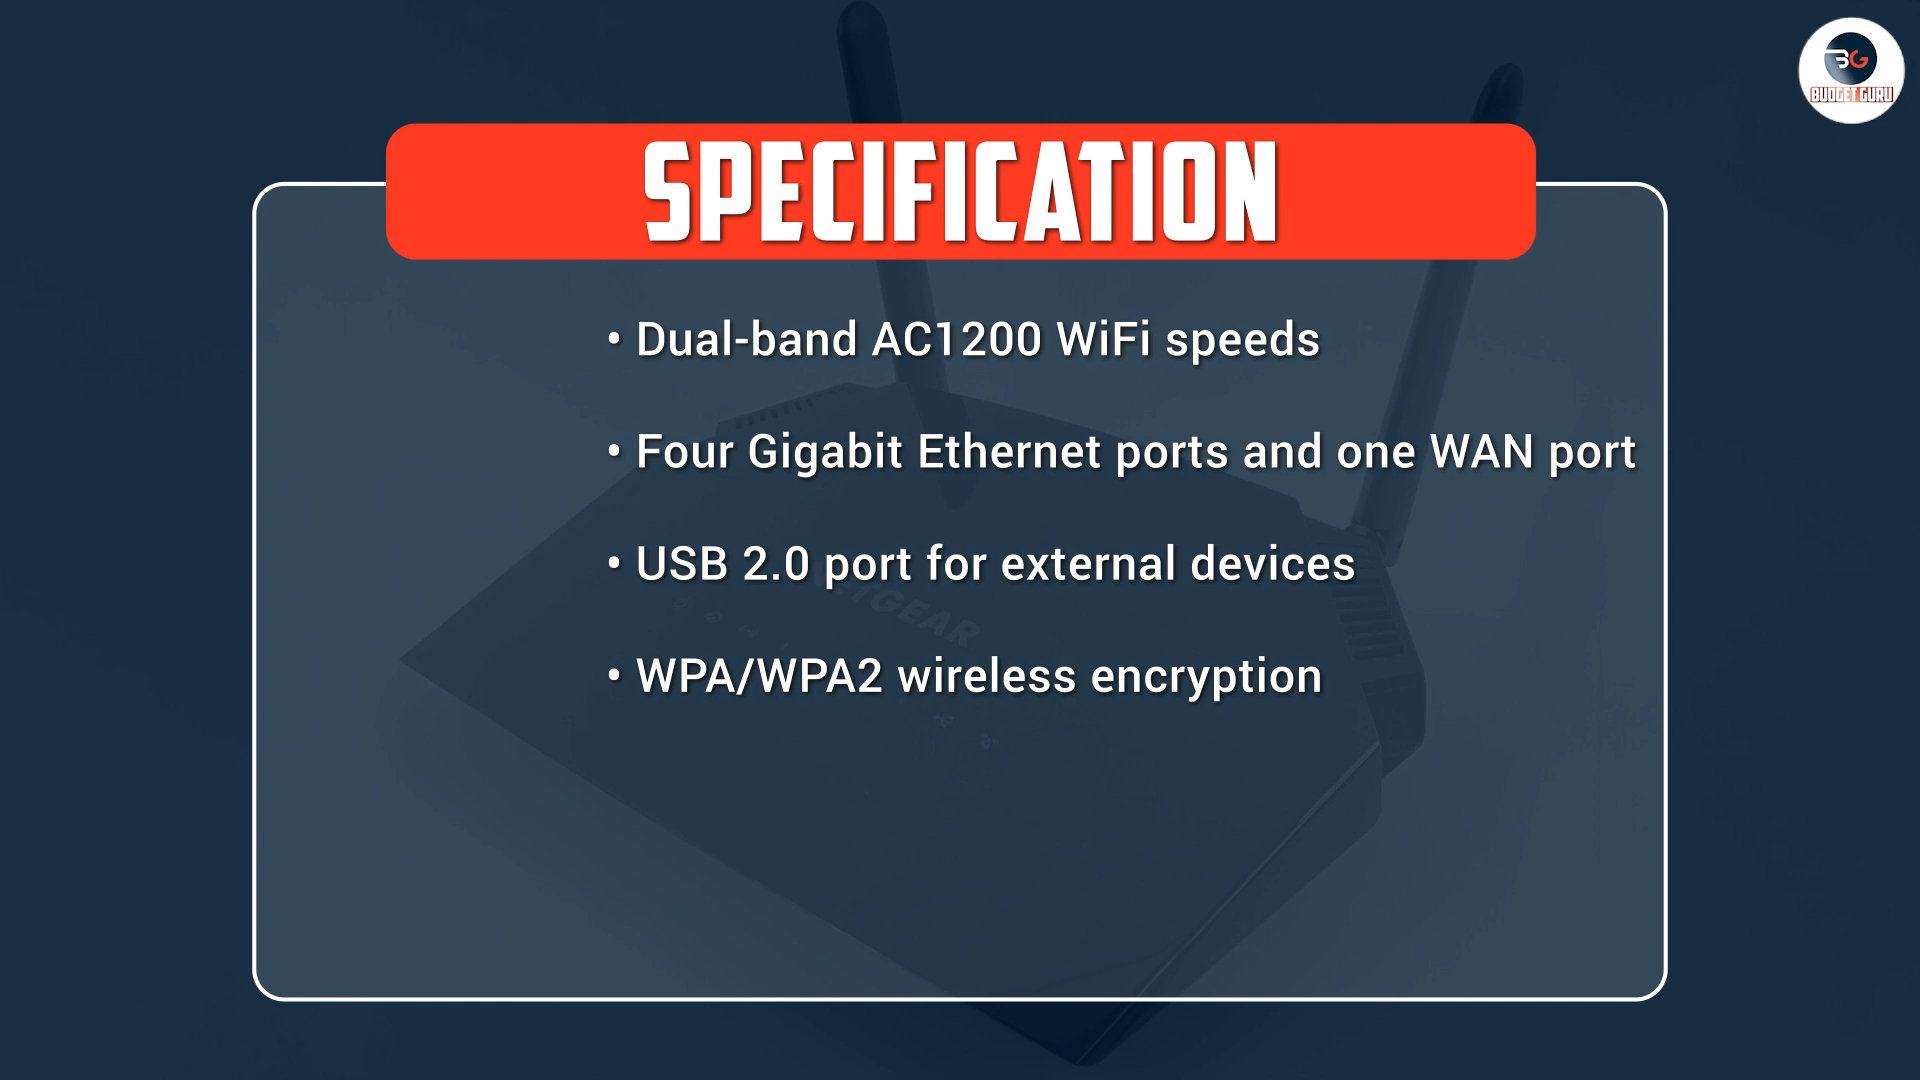 BG
BUDGET GURU
SPECIFICATION
• Dual-band AC1200 WiFi speeds
• Four Gigabit Ethernet ports and one WAN port
• USB 2.0 port for external devices
• WPA/WPA2 wireless encryption